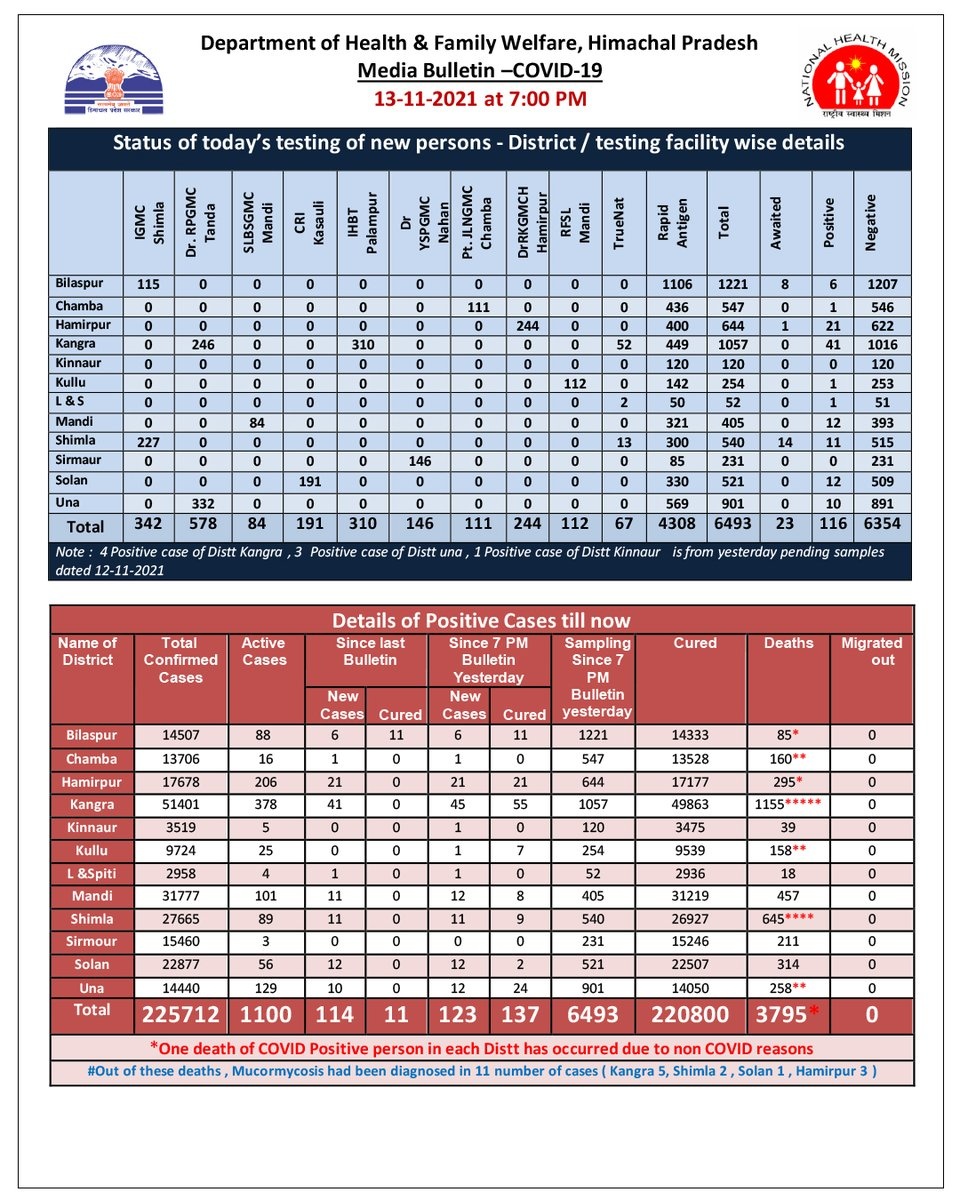 Department of Health & Family Welfare, Himachal Pradesh
Media Bulletin –COVID-19
13-11-2021 at 7:00 PM
हिमाचल प्रदेश सरकार
NATIONAL HEALTH MISSION
राष्ट्रीय स्वास्थ्य मिशन
Status of today's testing of new persons - District / testing facility wise details
IGMC Shimla Dr. RPGMC Tanda SLBSGMC Mandi CRI Kasauli IHBT Palampur Dr YSPGMC Nahan Pt. JLNGMC Chamba DrRKGMCH Hamirpur RFSL Mandi TrueNat Rapid Antigen Total Awaited Positive Negative
Bilaspur 115 0 0 0 0 0 0 0 0 0 1106 1221 8 6 1207
Chamba 0 0 0 0 0 0 111 0 0 0 436 547 0 1 546
Hamirpur 0 0 0 0 0 0 0 244 0 0 400 644 1 21 622
Kangra 0 246 0 0 310 0 0 0 0 52 449 1057 0 41 1016
Kinnaur 0 0 0 0 0 0 0 0 0 0 120 120 0 0 120
Kullu 0 0 0 0 0 0 0 0 112 0 142 254 0 1 253
L & S 0 0 0 0 0 0 0 0 0 2 50 52 0 1 51
Mandi 0 0 84 0 0 0 0 0 0 0 321 405 0 12 393
Shimla 227 0 0 0 0 0 0 0 0 13 300 540 14 11 515
Sirmaur 0 0 0 0 0 146 0 0 0 0 85 231 0 0 231
Solan 0 0 0 191 0 0 0 0 0 0 330 521 0 12 509
Una 0 332 0 0 0 0 0 0 0 0 569 901 0 10 891
Total 342 578 84 191 310 146 111 244 112 67 4308 6493 23 116 6354
Note : 4 Positive case of Distt Kangra , 3 Positive case of Distt una , 1 Positive case of Distt Kinnaur is from yesterday pending samples
dated 12-11-2021
Details of Positive Cases till now
Name of District Total Confirmed Cases Active Cases Since last Bulletin Since 7 PM Bulletin Yesterday Sampling Since 7 PM Bulletin yesterday Cured Deaths Migrated out
New Cases Cured New Cases Cured
Bilaspur 14507 88 6 11 6 11 1221 14333 85* 0
Chamba 13706 16 1 0 1 0 547 13528 160** 0
Hamirpur 17678 206 21 0 21 21 644 17177 295* 0
Kangra 51401 378 41 0 45 55 1057 49863 1155***** 0
Kinnaur 3519 5 0 0 1 0 120 3475 39 0
Kullu 9724 25 0 0 1 7 254 9539 158** 0
L &Spiti 2958 4 1 0 1 0 52 2936 18 0
Mandi 31777 101 11 0 12 8 405 31219 457 0
Shimla 27665 89 11 0 11 9 540 26927 645**** 0
Sirmour 15460 3 0 0 0 0 231 15246 211 0
Solan 22877 56 12 0 12 2 521 22507 314 0
Una 14440 129 10 0 12 24 901 14050 258** 0
Total 225712 1100 114 11 123 137 6493 220800 3795* 0
*One death of COVID Positive person in each Distt has occurred due to non COVID reasons
#Out of these deaths , Mucormycosis had been diagnosed in 11 number of cases ( Kangra 5, Shimla 2 , Solan 1 , Hamirpur 3 )